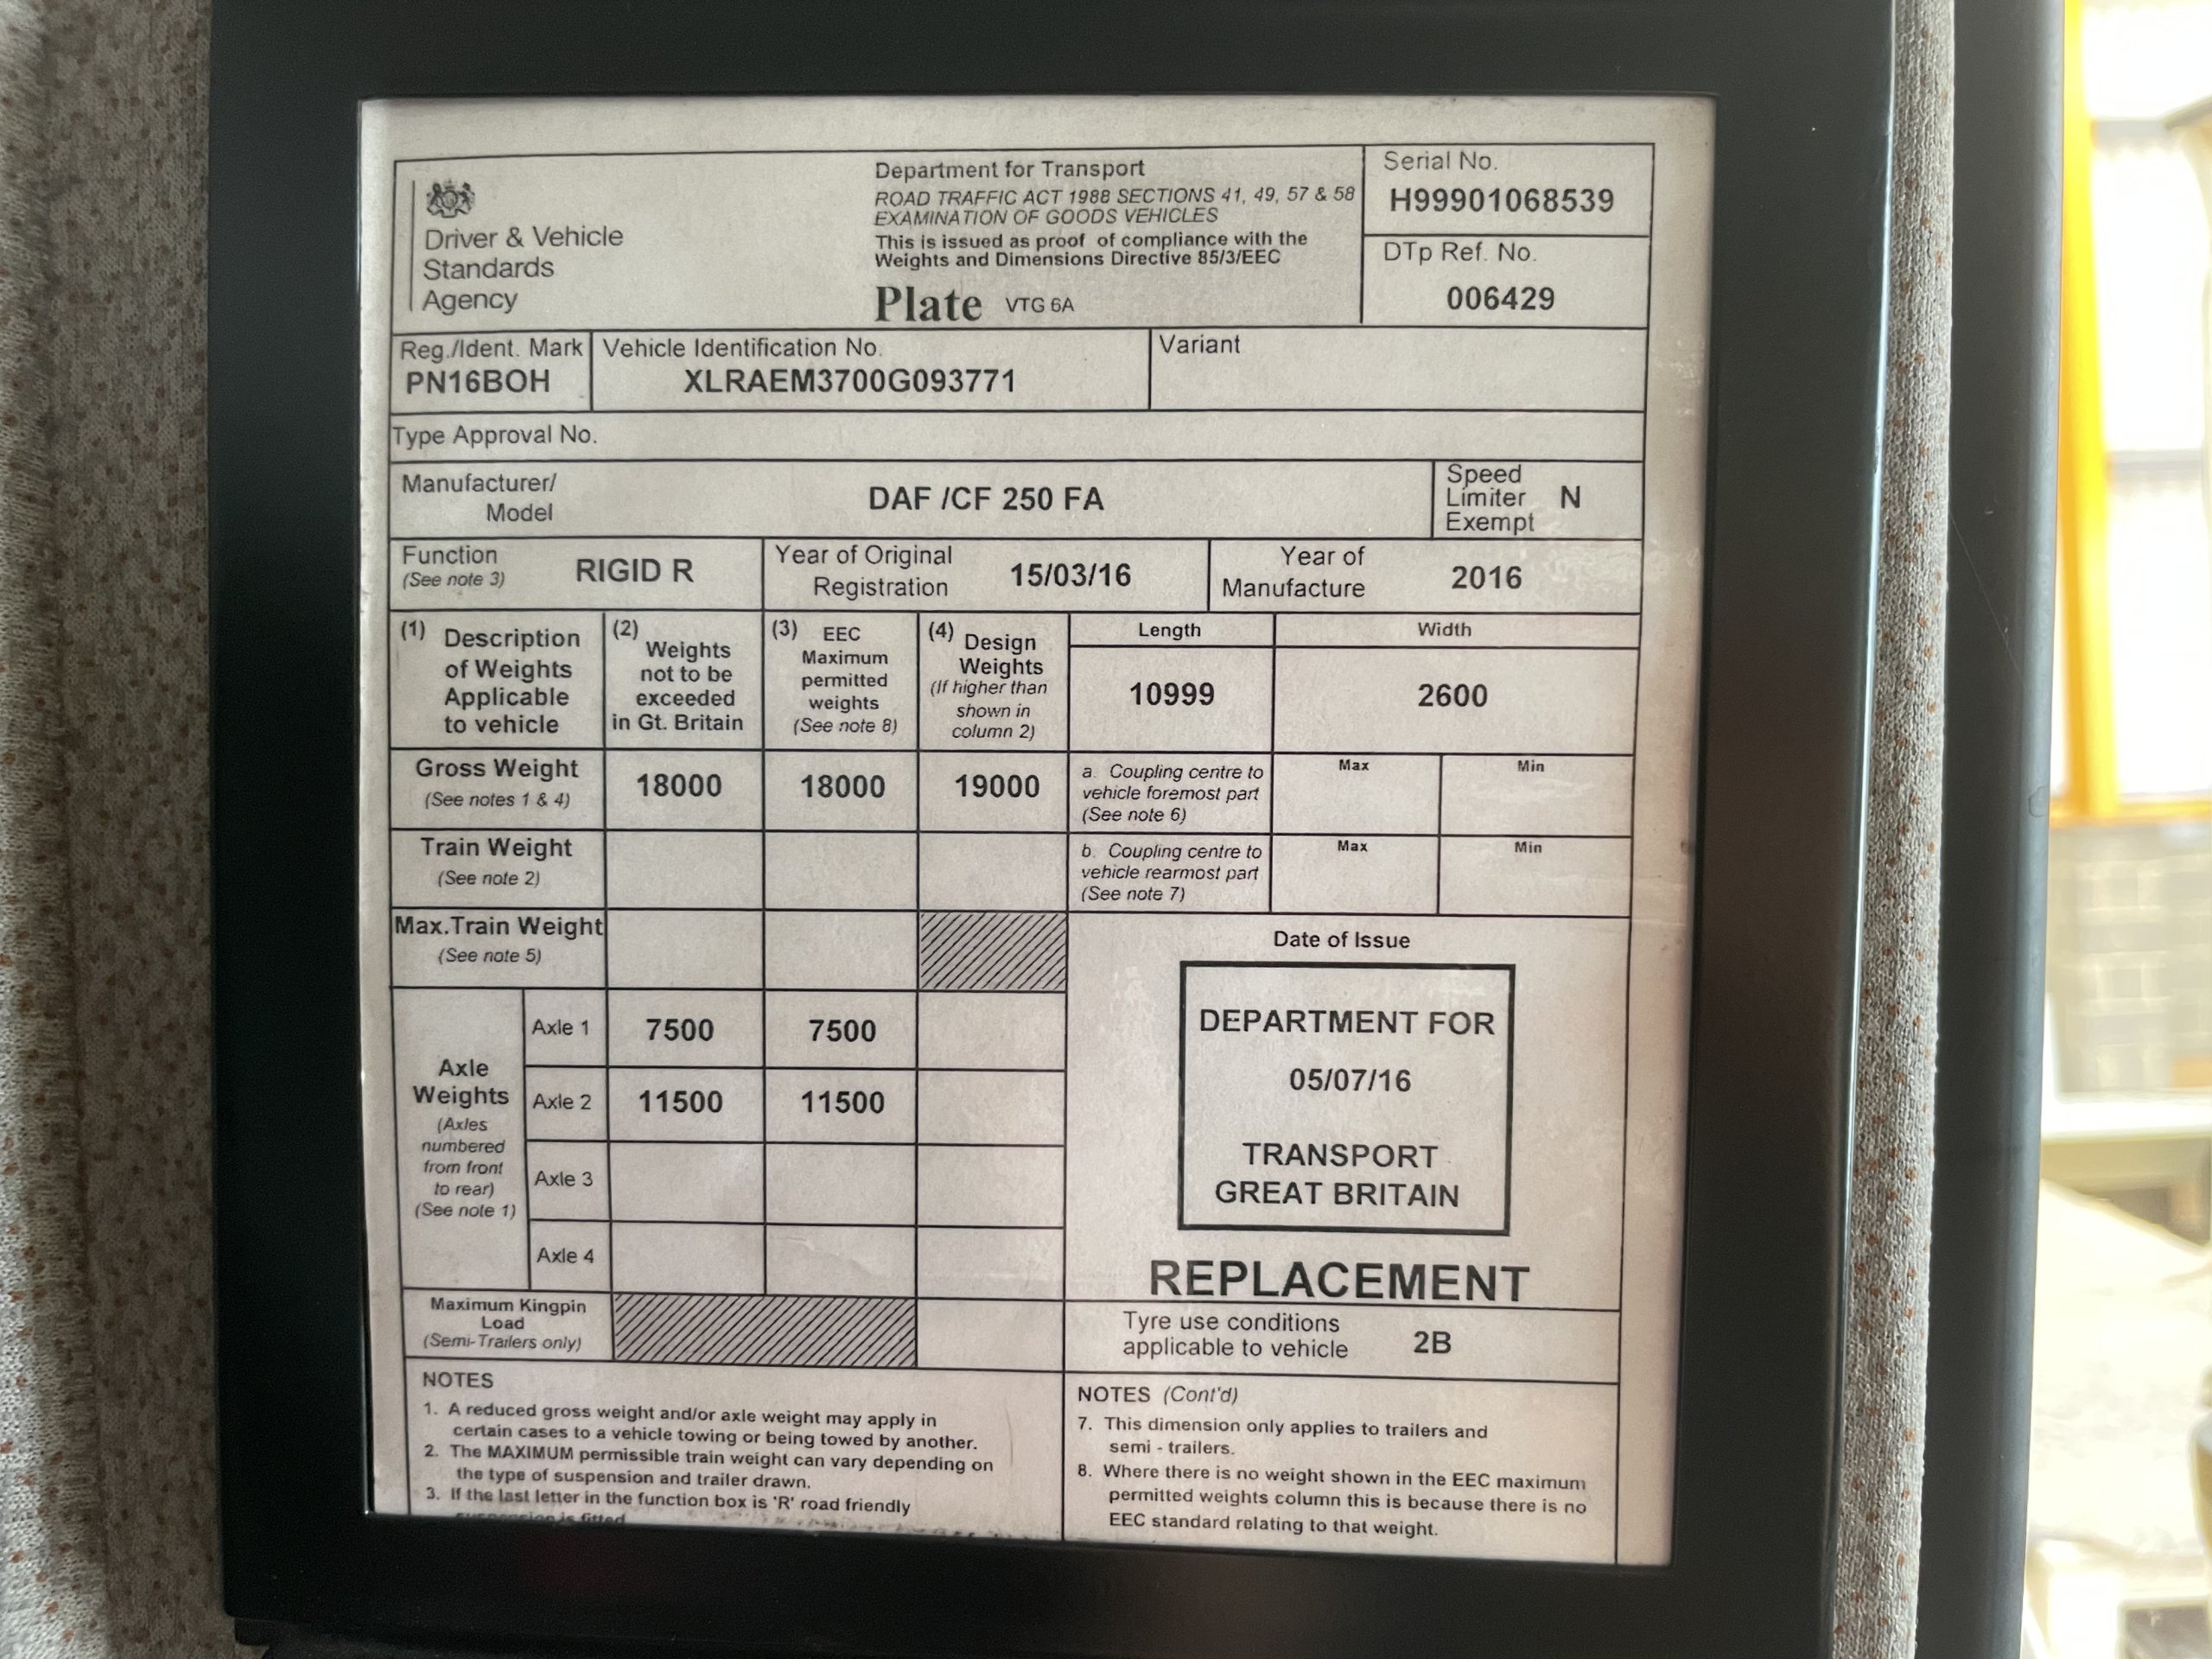 Driver & Vehicle
Standards
Agency
Department for Transport
ROAD TRAFFIC ACT 1988 SECTIONS 41, 49, 57 & 58
EXAMINATION OF GOODS VEHICLES
This is issued as proof of compliance with the
Weights and Dimensions Directive 85/3/EEC
Plate VTG 6A
Serial No.
H99901068539
DTp Ref. No.
006429
Reg./Ident. Mark
PN16BOH
Vehicle Identification No.
XLRAEM3700G093771
Variant
Type Approval No.
Manufacturer/
Model
DAF /CF 250 FA
Speed
Limiter N
Exempt
Function
(See note 3)
RIGID R
Year of Original
Registration
15/03/16
Year of
Manufacture
2016
(1) Description
of Weights
Applicable
to vehicle
(2) Weights
not to be
exceeded
in Gt. Britain
(3) EEC
Maximum
permitted
weights
(See note 8)
(4) Design
Weights
(If higher than
shown in
column 2)
Length
10999
Width
2600
Gross Weight
(See notes 1 & 4)
18000
18000
19000
a. Coupling centre to
vehicle foremost part
(See note 6)
Max
Min
Train Weight
(See note 2)
b. Coupling centre to
vehicle rearmost part
(See note 7)
Max
Min
Max.Train Weight
(See note 5)
Axle
Weights
(Axles
numbered
from front
to rear)
(See note 1)
Axle 1
7500
7500
Axle 2
11500
11500
Axle 3
Axle 4
Maximum Kingpin
Load
(Semi-Trailers only)
Date of Issue
DEPARTMENT FOR
05/07/16
TRANSPORT
GREAT BRITAIN
REPLACEMENT
Tyre use conditions
applicable to vehicle
2B
NOTES
1. A reduced gross weight and/or axle weight may apply in
certain cases to a vehicle towing or being towed by another.
2. The MAXIMUM permissible train weight can vary depending on
the type of suspension and trailer drawn.
3. If the last letter in the function box is 'R' road friendly
suspension is fitted
NOTES (Cont'd)
7. This dimension only applies to trailers and
semi - trailers.
8. Where there is no weight shown in the EEC maximum
permitted weights column this is because there is no
EEC standard relating to that weight.